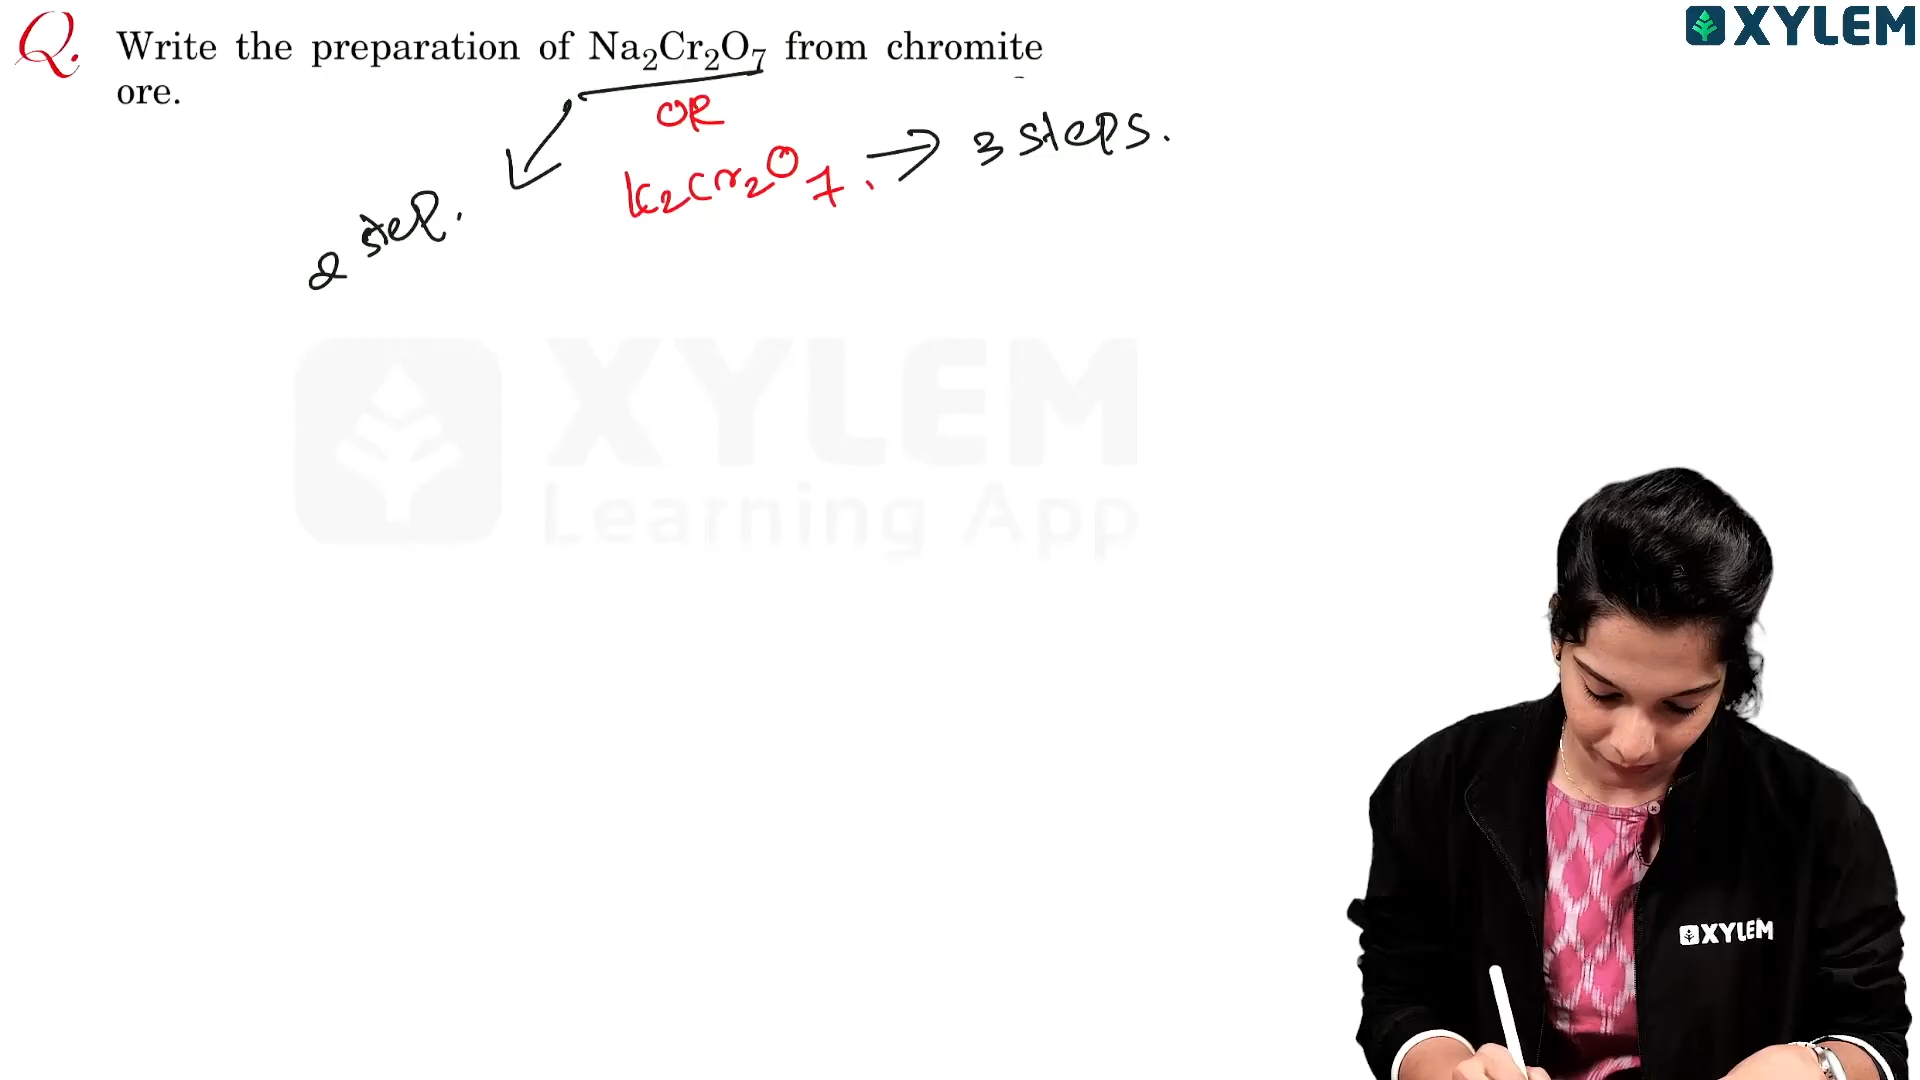 XYLEM
Q. Write the preparation of Na₂Cr₂O₇ from chromite
ore.
OR
K₂Cr₂O₇. → 3 steps.
2 step.
XYLEM
Learning App
XYLEM